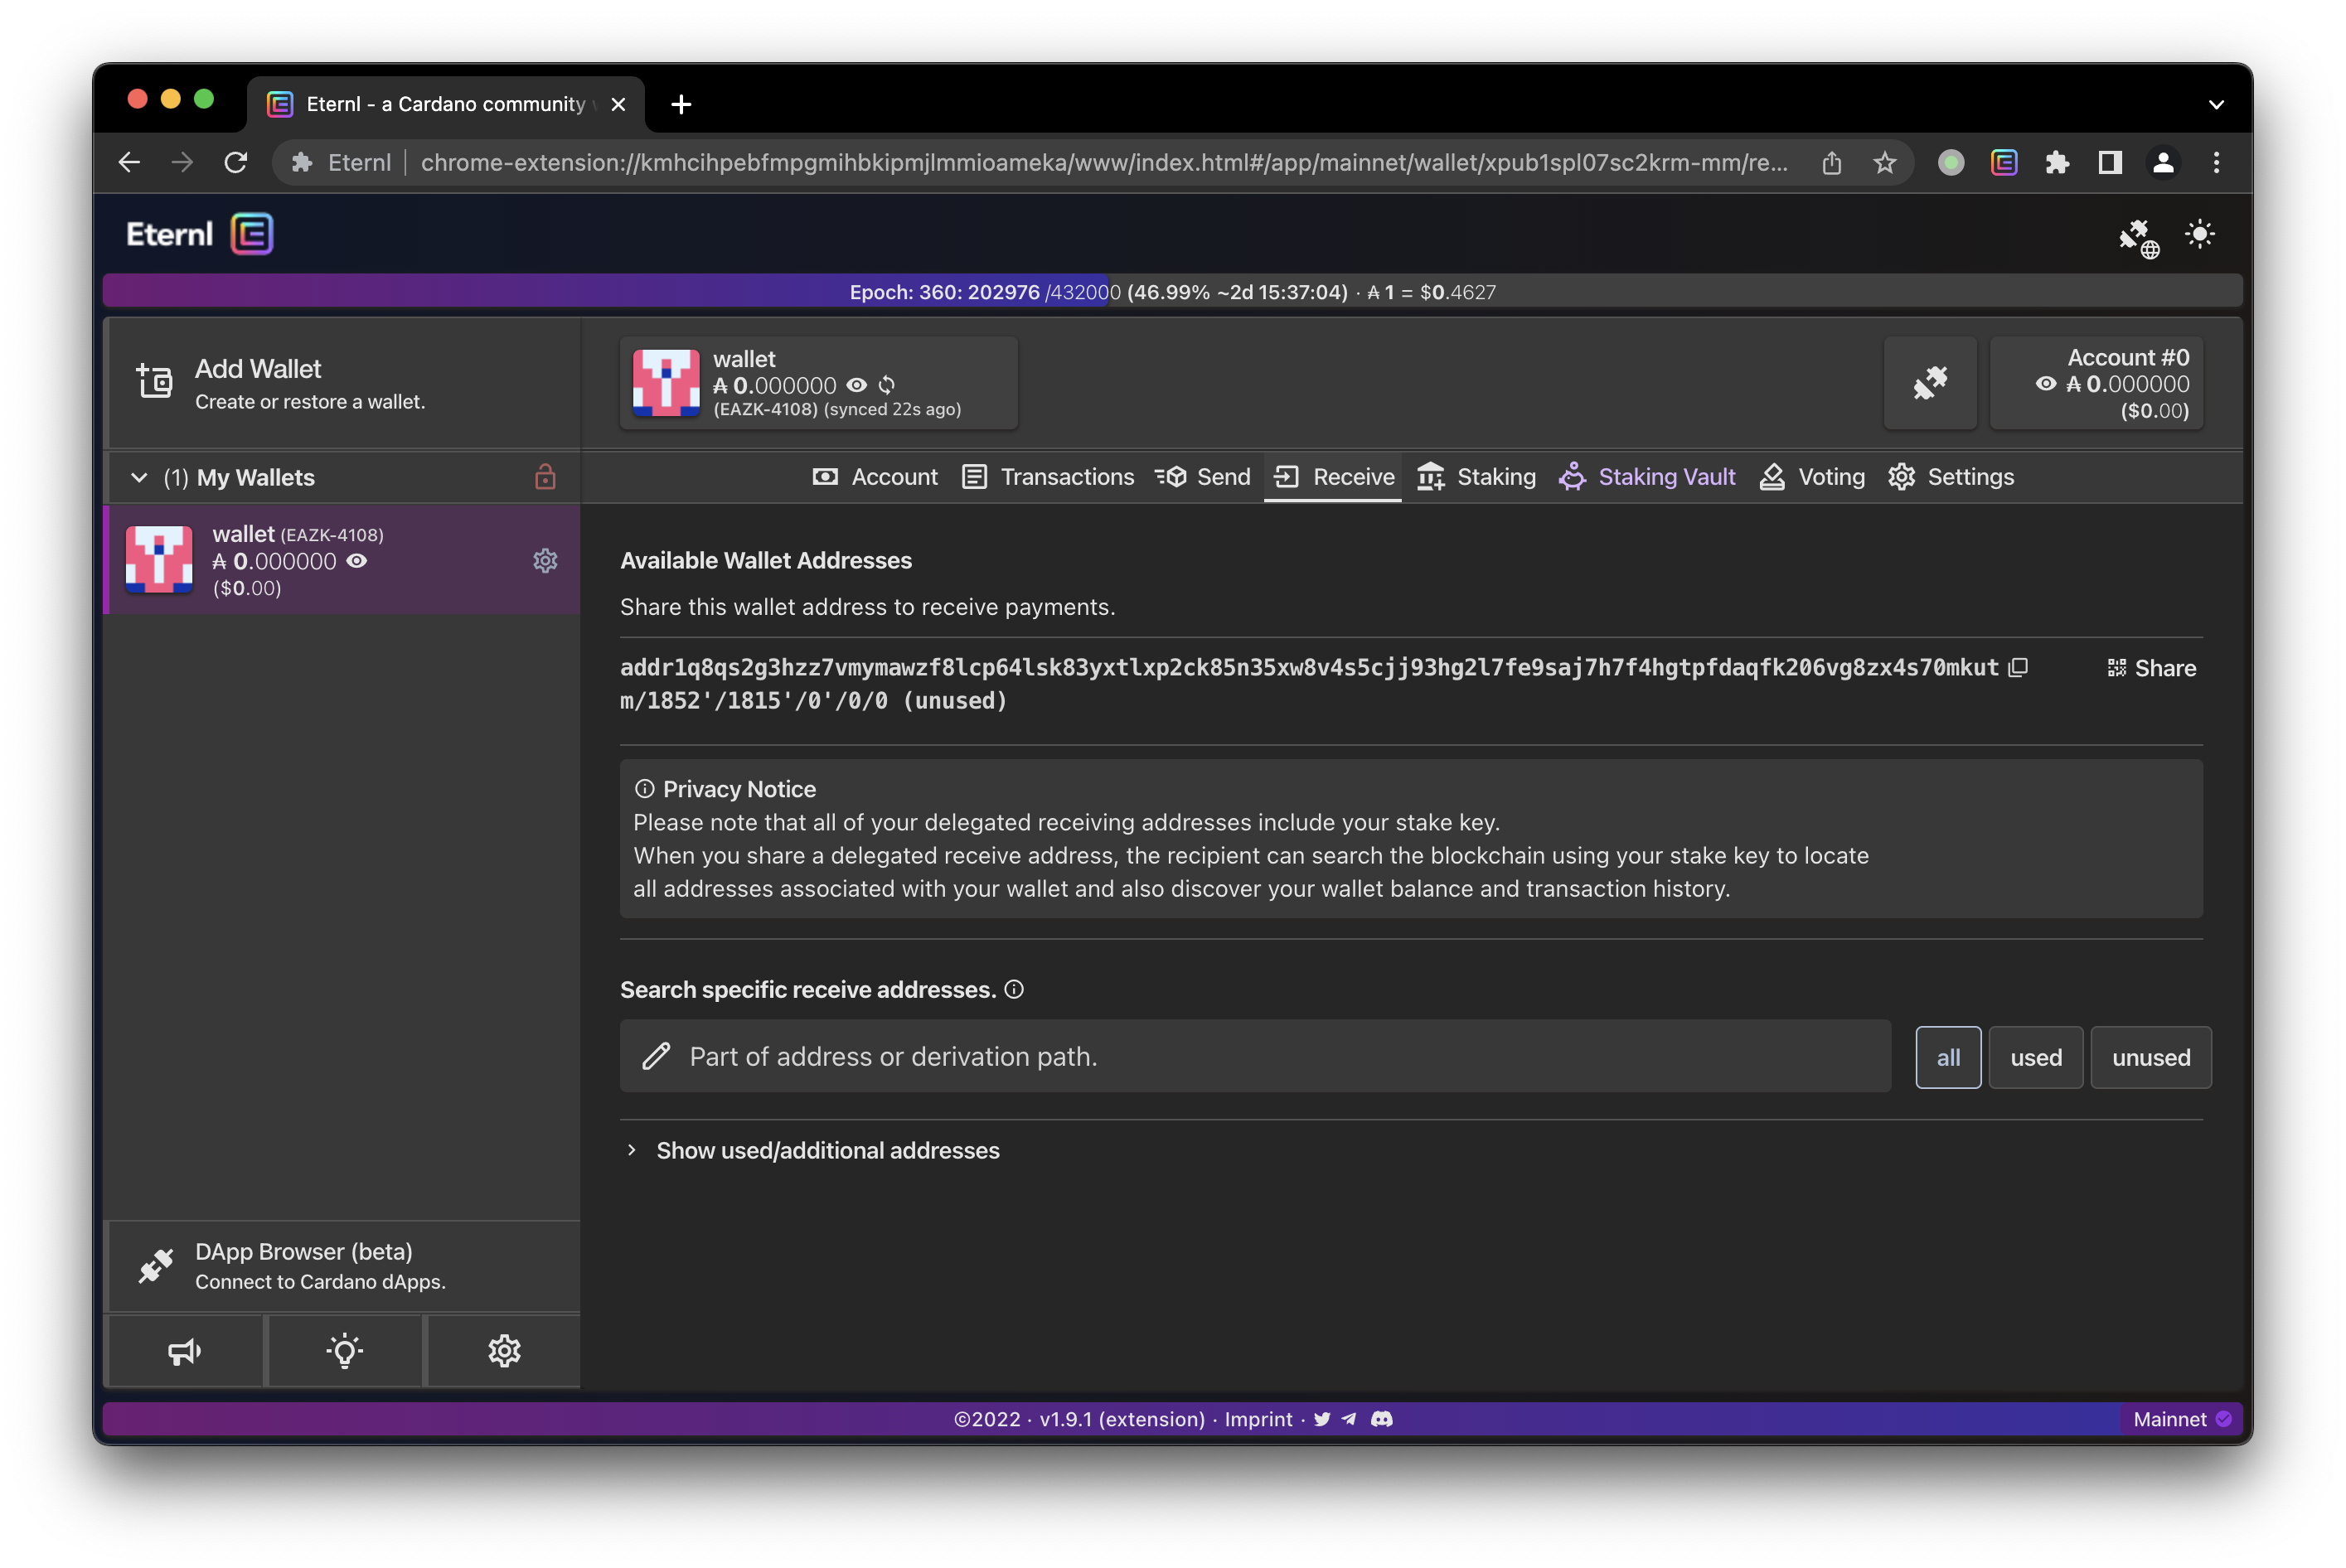 Eternl - a Cardano community
Eternl
chrome-extension://kmhcihpebfmpgmihbkipmjlmmioameka/www/index.html#/app/mainnet/wallet/xpub1spl07sc2krm-mm/re...
Eternl
Epoch: 360: 202976 /432000 (46.99% ~2d 15:37:04) · ₳ 1 = $0.4627
Add Wallet
Create or restore a wallet.
wallet
₳ 0.000000
(EAZK-4108) (synced 22s ago)
Account #0
₳ 0.000000
($0.00)
(1) My Wallets
Account Transactions Send Receive Staking Staking Vault Voting Settings
wallet (EAZK-4108)
₳ 0.000000
($0.00)
Available Wallet Addresses
Share this wallet address to receive payments.
addr1q8qs2g3hzz7vmymawzf8lcp64lsk83yxtlxp2ck85n35xw8v4s5cjj93hg2l7fe9saj7h7f4hgtpfdaqfk206vg8zx4s70mkut Share
m/1852'/1815'/0'/0/0 (unused)
Privacy Notice
Please note that all of your delegated receiving addresses include your stake key.
When you share a delegated receive address, the recipient can search the blockchain using your stake key to locate
all addresses associated with your wallet and also discover your wallet balance and transaction history.
Search specific receive addresses.
Part of address or derivation path.
all used unused
Show used/additional addresses
DApp Browser (beta)
Connect to Cardano dApps.
©2022 · v1.9.1 (extension) · Imprint ·
Mainnet